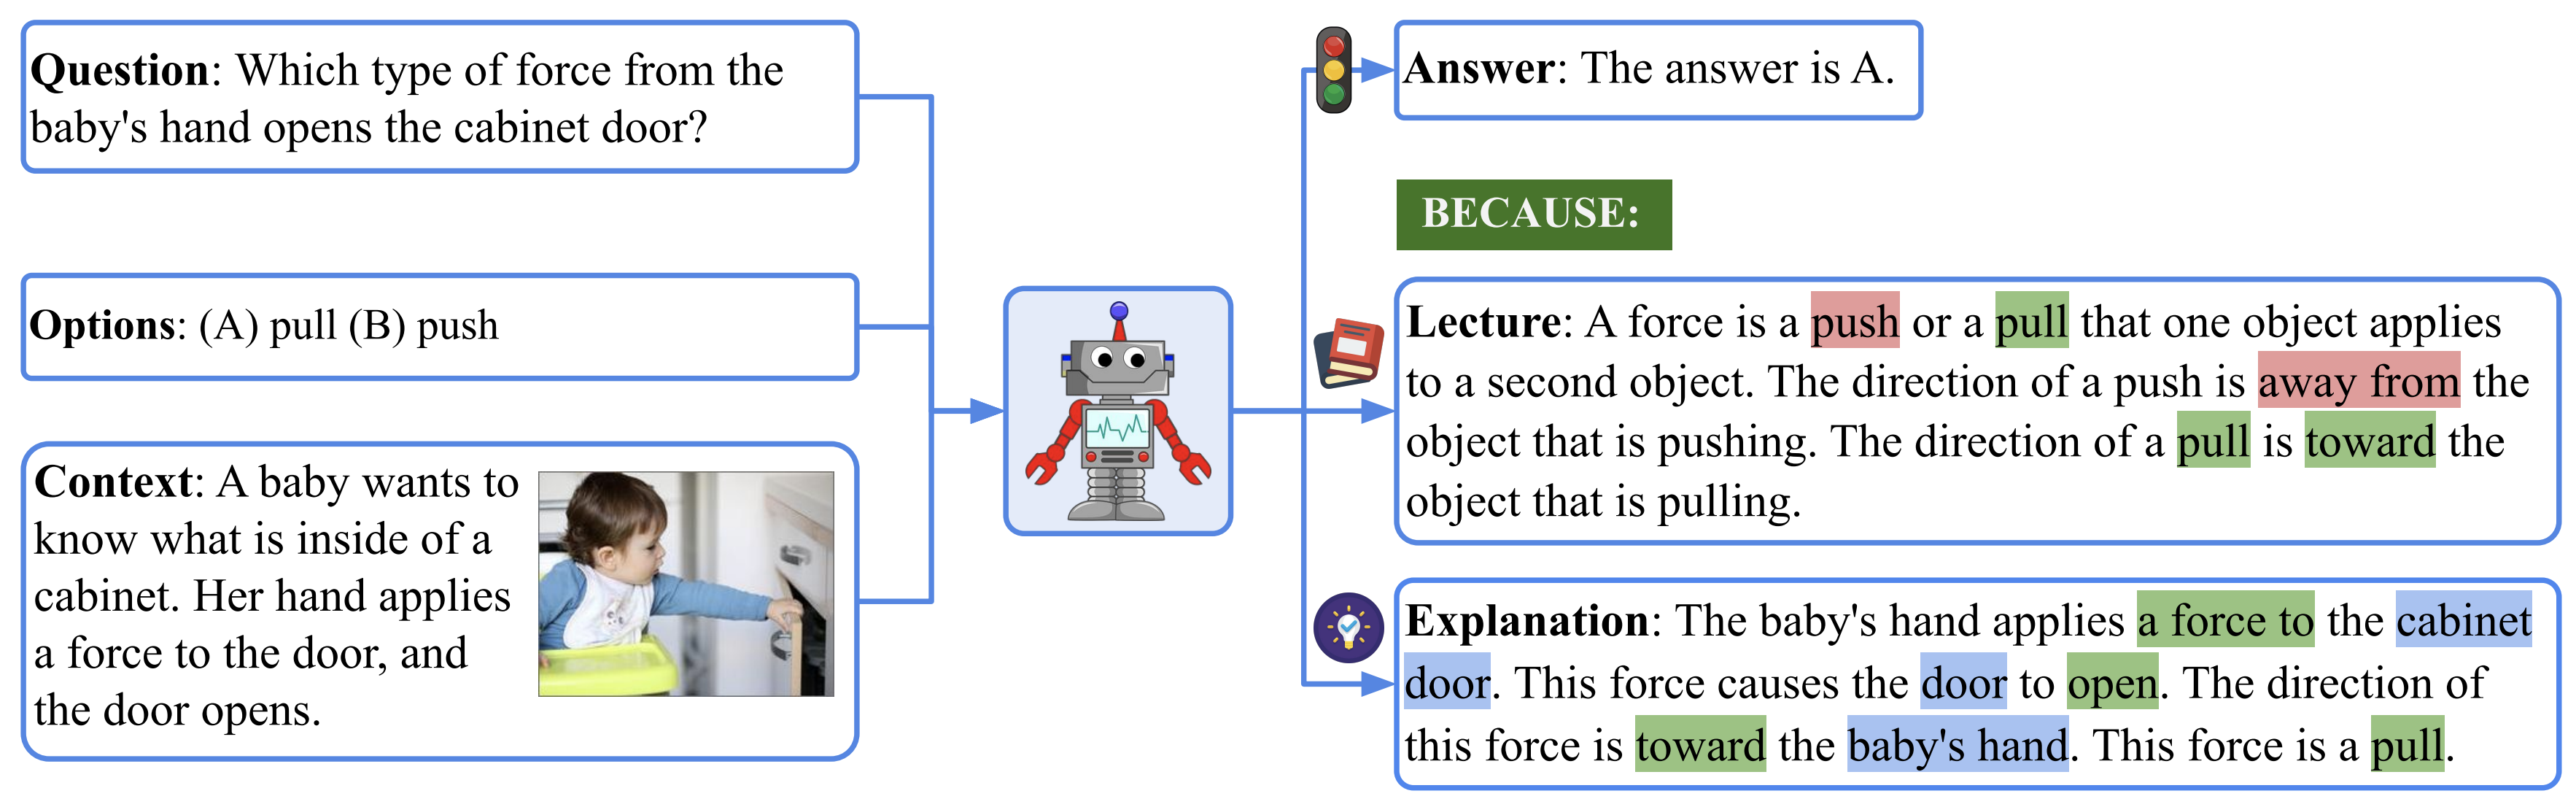 Question: Which type of force from the
baby's hand opens the cabinet door?
Options: (A) pull (B) push
Context: A baby wants to
know what is inside of a
cabinet. Her hand applies
a force to the door, and
the door opens.
Answer: The answer is A.
BECAUSE:
Lecture: A force is a push or a pull that one object applies
to a second object. The direction of a push is away from the
object that is pushing. The direction of a pull is toward the
object that is pulling.
Explanation: The baby's hand applies a force to the cabinet
door. This force causes the door to open. The direction of
this force is toward the baby's hand. This force is a pull.